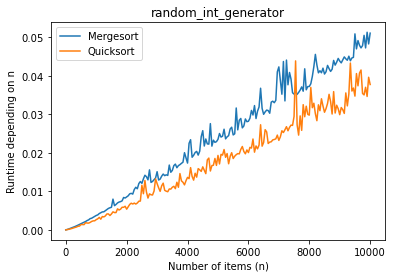 random_int_generator
Mergesort
Quicksort
Runtime depending on n
0.05
0.04
0.03
0.02
0.01
0.00
0
2000
4000
6000
8000
10000
Number of items (n)